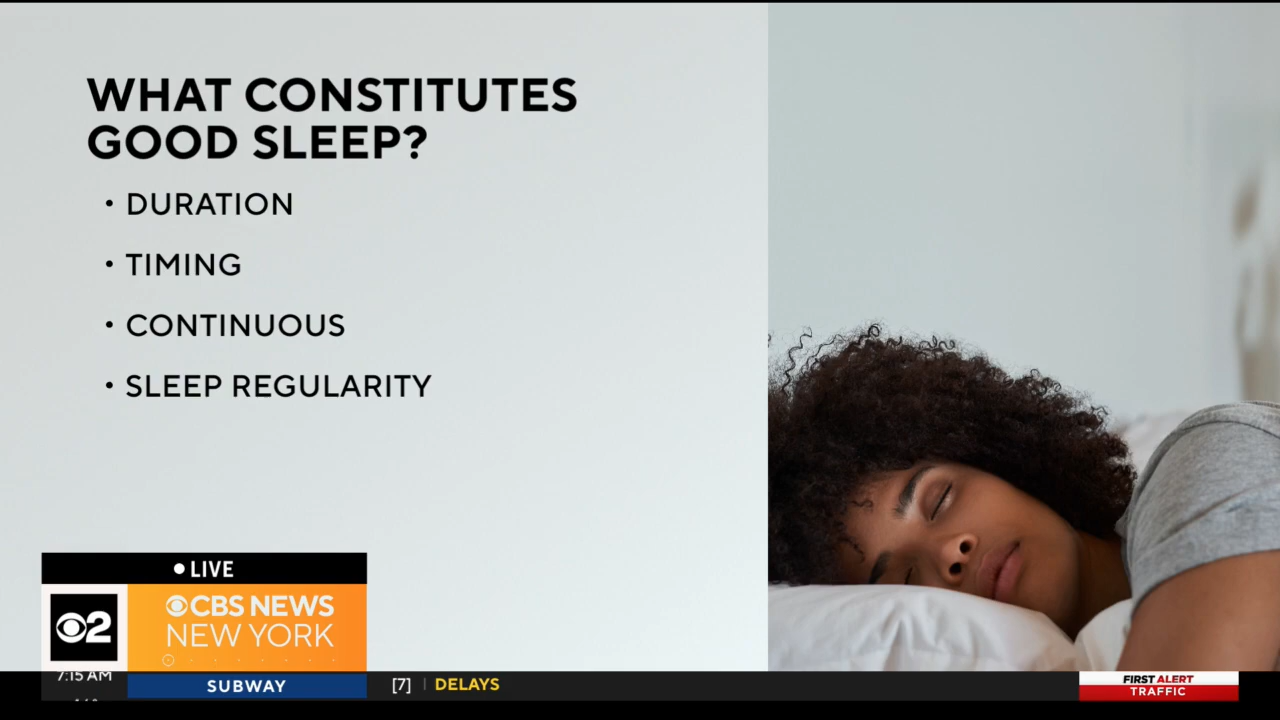 WHAT CONSTITUTES
GOOD SLEEP?
• DURATION
• TIMING
• CONTINUOUS
• SLEEP REGULARITY
LIVE
2
CBS NEWS
NEW YORK
7:15 AM
SUBWAY
[7] | DELAYS
FIRST ALERT
TRAFFIC